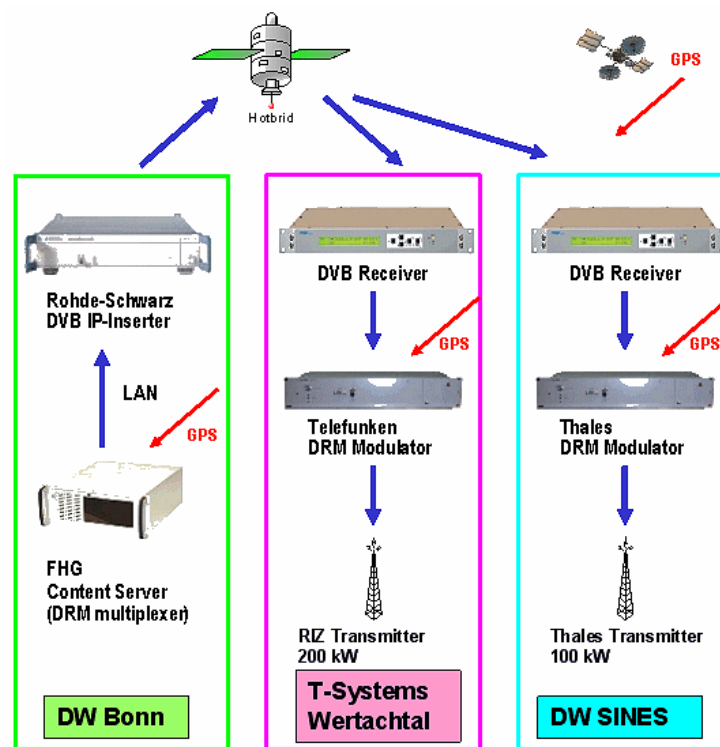 Hotbrid
GPS
Rohde-Schwarz
DVB IP-Inserter
LAN
GPS
FHG
Content Server
(DRM multiplexer)
DW Bonn
DVB Receiver
GPS
Telefunken
DRM Modulator
RIZ Transmitter
200 kW
T-Systems
Wertachtal
DVB Receiver
GPS
Thales
DRM Modulator
Thales Transmitter
100 kW
DW SINES